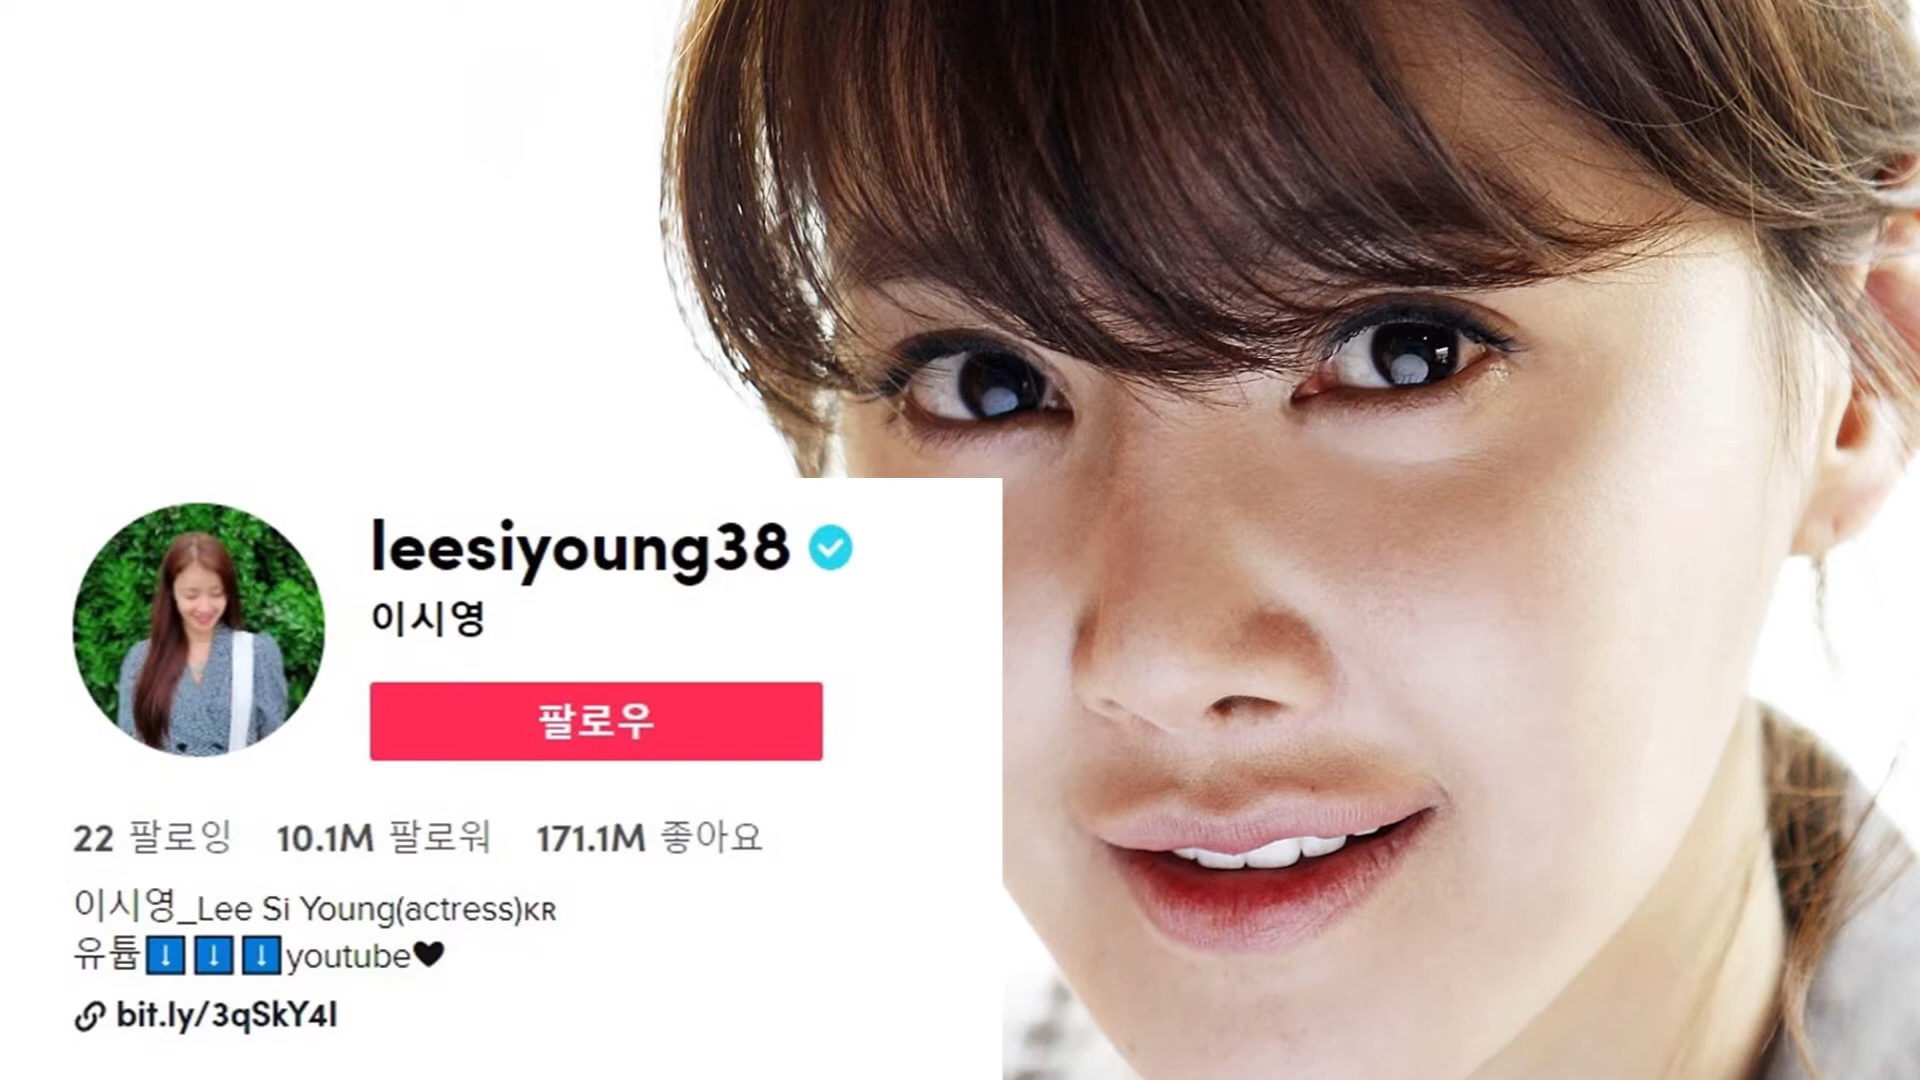 leesiyoung38
이시영
팔로우
22 팔로잉 10.1M 팔로워 171.1M 좋아요
이시영_Lee Si Young(actress)KR
유튭⬇️⬇️⬇️youtube🖤
bit.ly/3qSkY4l